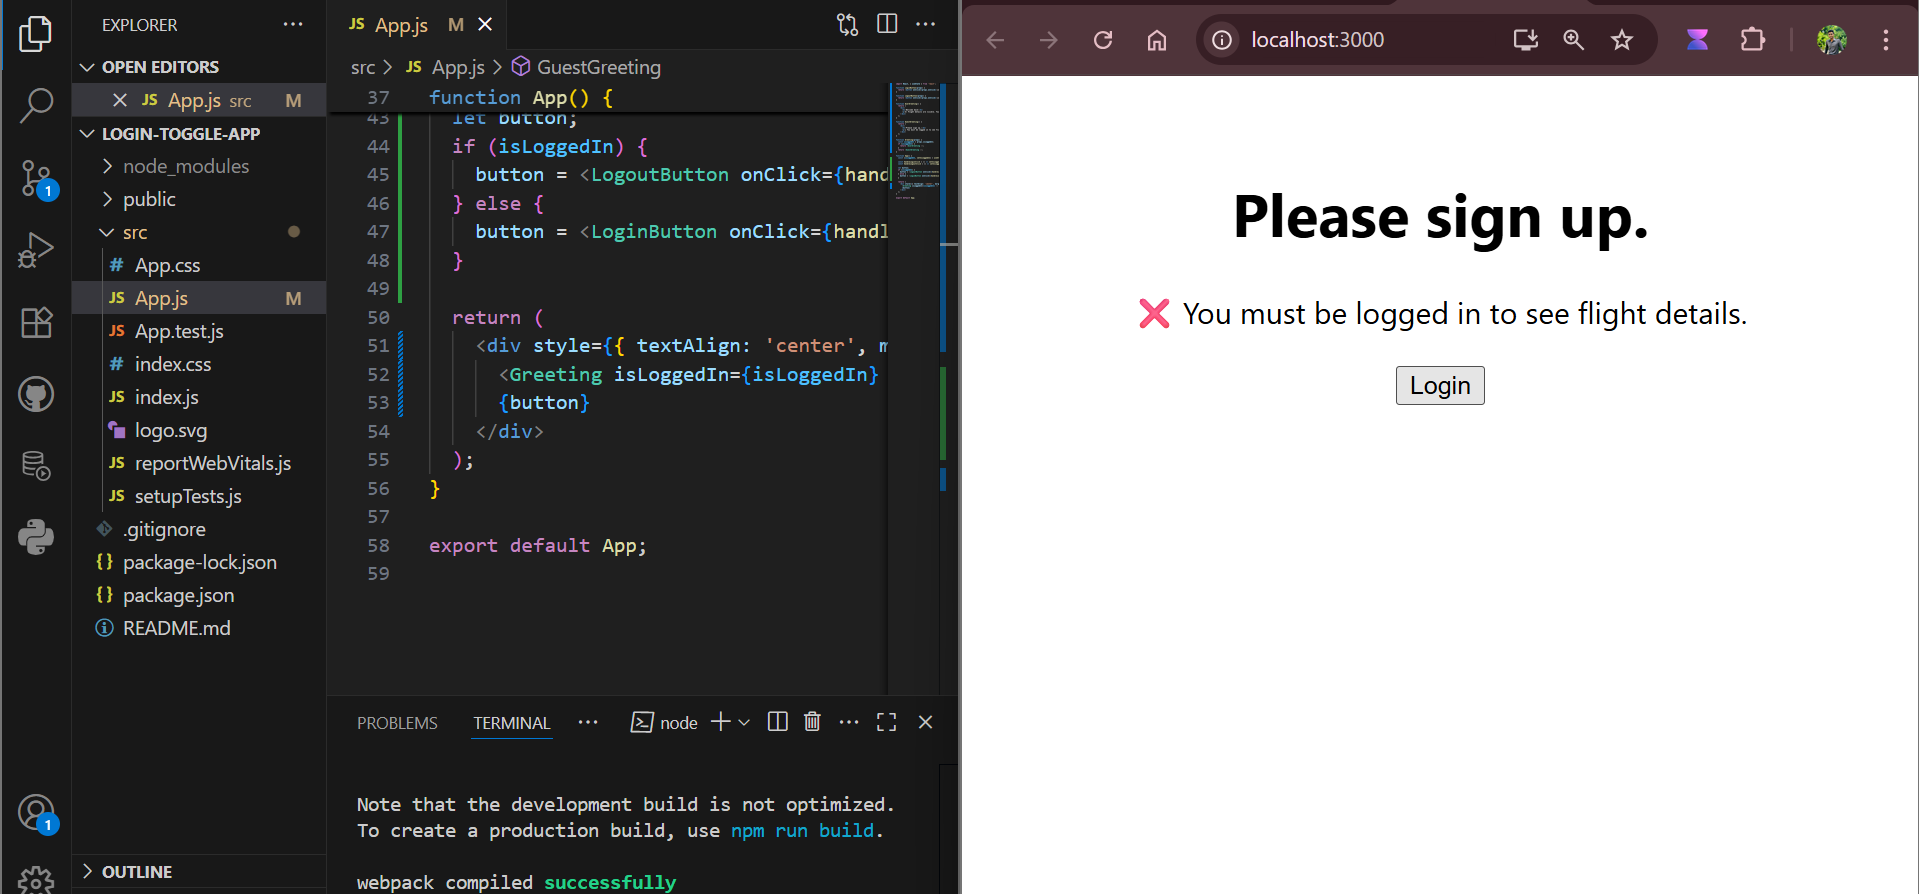 EXPLORER
OPEN EDITORS
App.js src M
LOGIN-TOGGLE-APP
node_modules
public
src
App.css
App.js M
App.test.js
index.css
index.js
logo.svg
reportWebVitals.js
setupTests.js
.gitignore
package-lock.json
package.json
README.md
OUTLINE
1
1
JS App.js M
src > JS App.js > GuestGreeting
37 function App() {
43 let button;
44 if (isLoggedIn) {
45 button = <LogoutButton onClick={hand
46 } else {
47 button = <LoginButton onClick={handl
48 }
49
50 return (
51 <div style={{ textAlign: 'center', m
52 <Greeting isLoggedIn={isLoggedIn}
53 {button}
54 </div>
55 );
56 }
57
58 export default App;
59
PROBLEMS TERMINAL node
Note that the development build is not optimized.
To create a production build, use npm run build.
webpack compiled successfully
localhost:3000
Please sign up.
❌ You must be logged in to see flight details.
Login